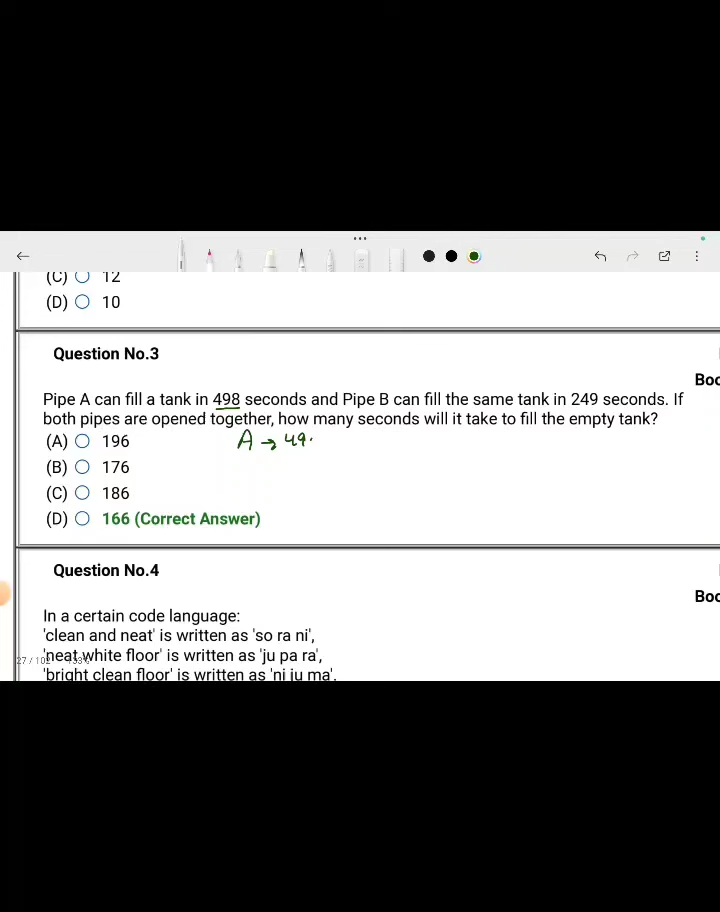 (C) 12
(D) 10
Question No.3
Boo
Pipe A can fill a tank in 498 seconds and Pipe B can fill the same tank in 249 seconds. If
both pipes are opened together, how many seconds will it take to fill the empty tank?
(A) 196
A → 49.
(B) 176
(C) 186
(D) 166 (Correct Answer)
Question No.4
Boo
In a certain code language:
'clean and neat' is written as 'so ra ni',
'neat white floor' is written as 'ju pa ra',
'bright clean floor' is written as 'ni ju ma'.